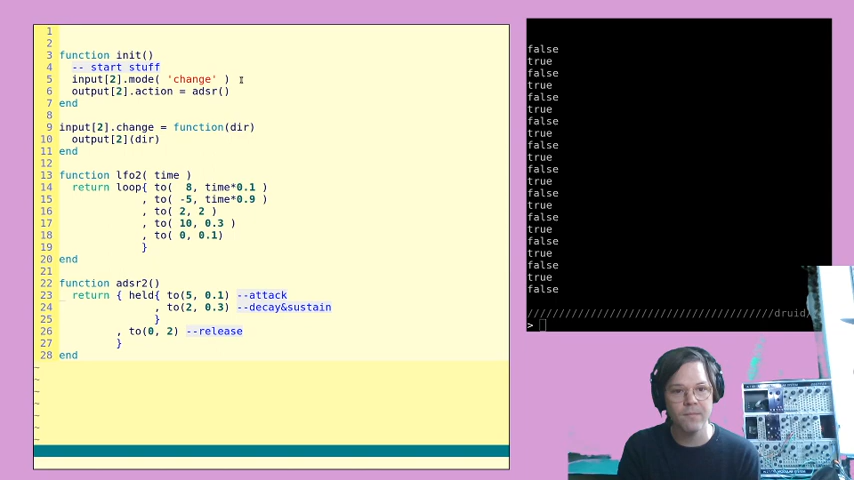 1
2
3 function init()
4   -- start stuff
5   input[2].mode( 'change' )
6   output[2].action = adsr()
7 end
8
9 input[2].change = function(dir)
10   output[2](dir)
11 end
12
13 function lfo2( time )
14   return loop{ to(  8, time*0.1 )
15              , to( -5, time*0.9 )
16              , to( 2, 2 )
17              , to( 10, 0.3 )
18              , to( 0, 0.1)
19              }
20 end
21
22 function adsr2()
23   return { held{ to(5, 0.1) --attack
24                , to(2, 0.3) --decay&sustain
25                }
26          , to(0, 2) --release
27          }
28 end
~
~
~
~
~
~
~
false
true
false
true
false
true
false
true
false
true
false
true
false
true
false
true
false
true
false
true
false
//////////////////////////////////////druid/
>